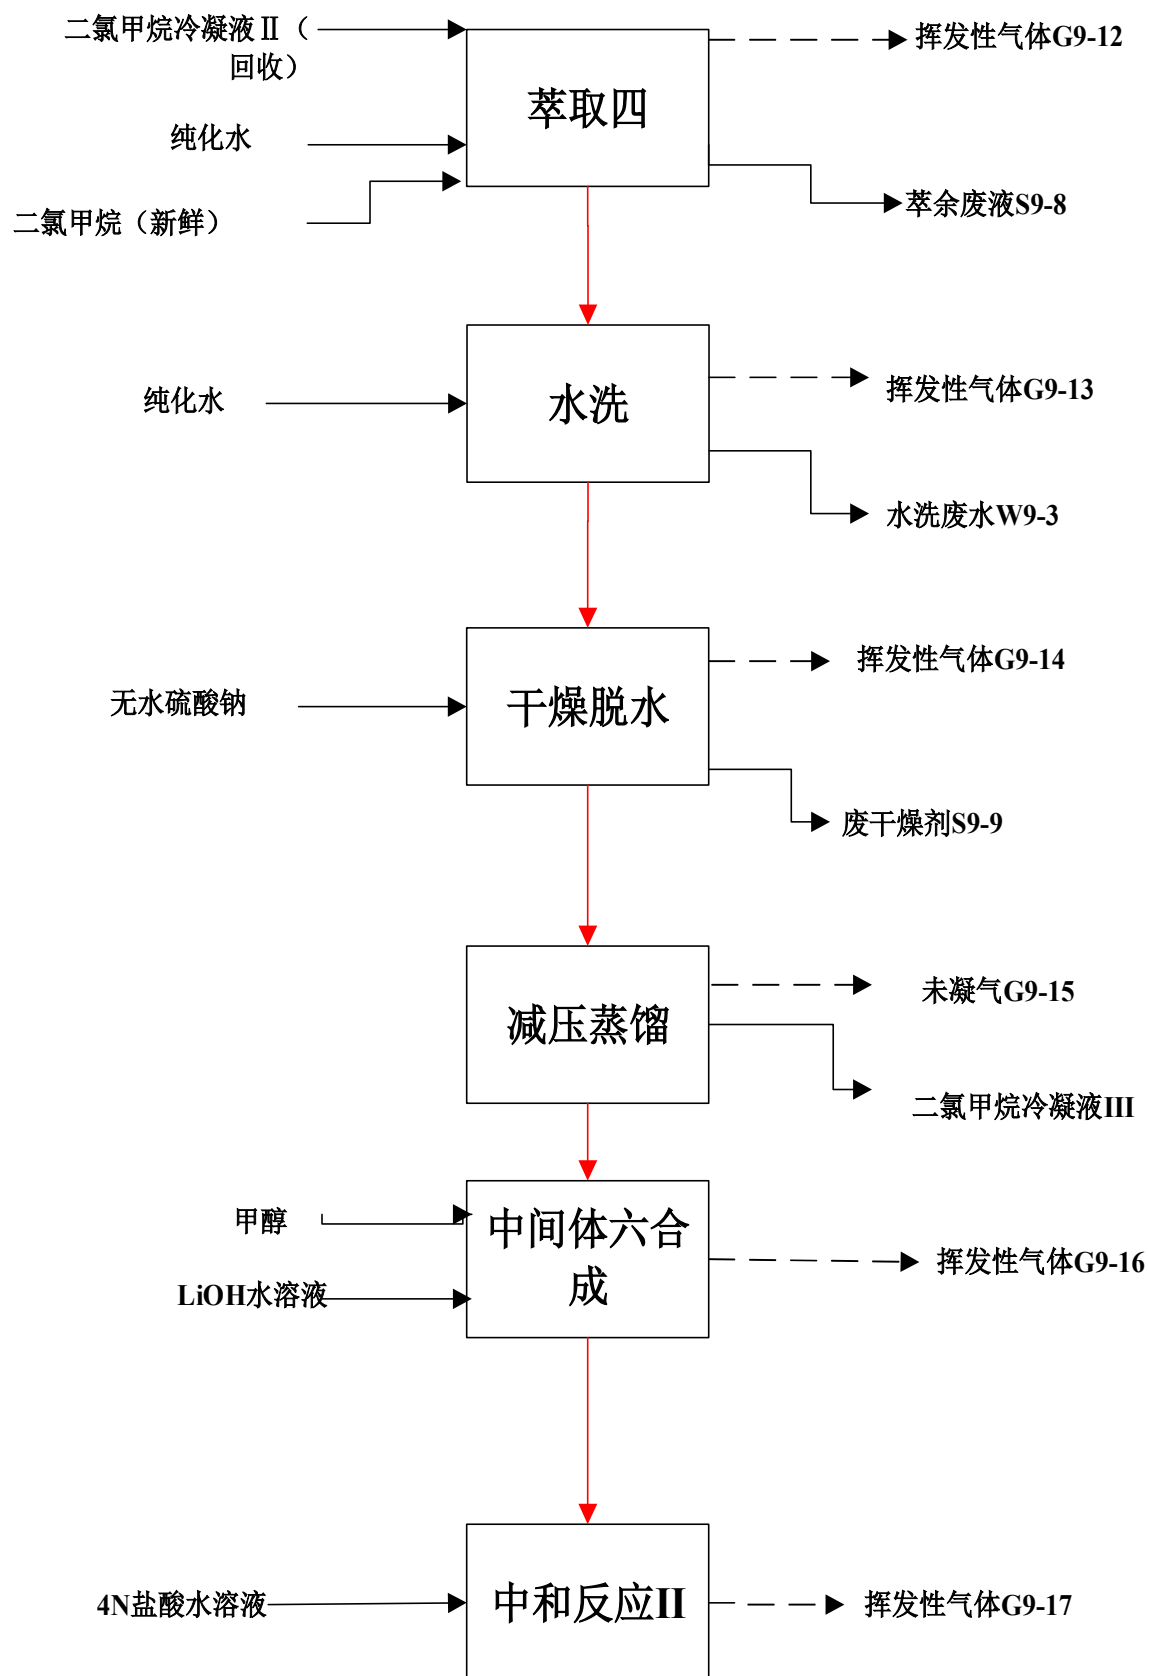 二氯甲烷冷凝液Ⅱ（
回收）
挥发性气体G9-12
萃取四
纯化水
二氯甲烷（新鲜）
萃余废液S9-8
挥发性气体G9-13
纯化水
水洗
水洗废水W9-3
挥发性气体G9-14
无水硫酸钠
干燥脱水
废干燥剂S9-9
未凝气G9-15
减压蒸馏
二氯甲烷冷凝液III
甲醇
中间体六合
成
挥发性气体G9-16
LiOH水溶液
4N盐酸水溶液
中和反应II
挥发性气体G9-17